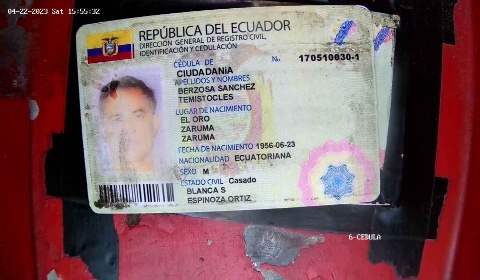 04-22-2023 Sat 15:55:32
REPÚBLICA DEL ECUADOR
DIRECCIÓN GENERAL DE REGISTRO CIVIL,
IDENTIFICACIÓN Y CEDULACIÓN
CÉDULA DE No. 170510030-1
CIUDADANÍA
APELLIDOS Y NOMBRES
BERZOSA SANCHEZ
TEMISTOCLES
LUGAR DE NACIMIENTO
EL ORO
ZARUMA
ZARUMA
FECHA DE NACIMIENTO 1956-06-23
NACIONALIDAD ECUATORIANA
SEXO M
ESTADO CIVIL Casado
BLANCA S
ESPINOZA ORTIZ
6-CEDULA